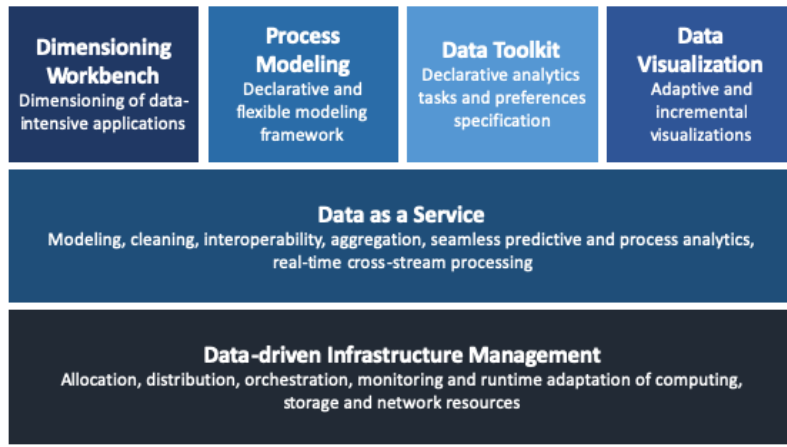 Dimensioning
Workbench
Dimensioning of data-
intensive applications
Process
Modeling
Declarative and
flexible modeling
framework
Data Toolkit
Declarative analytics
tasks and preferences
specification
Data
Visualization
Adaptive and
incremental
visualizations
Data as a Service
Modeling, cleaning, interoperability, aggregation, seamless predictive and process analytics,
real-time cross-stream processing
Data-driven Infrastructure Management
Allocation, distribution, orchestration, monitoring and runtime adaptation of computing,
storage and network resources